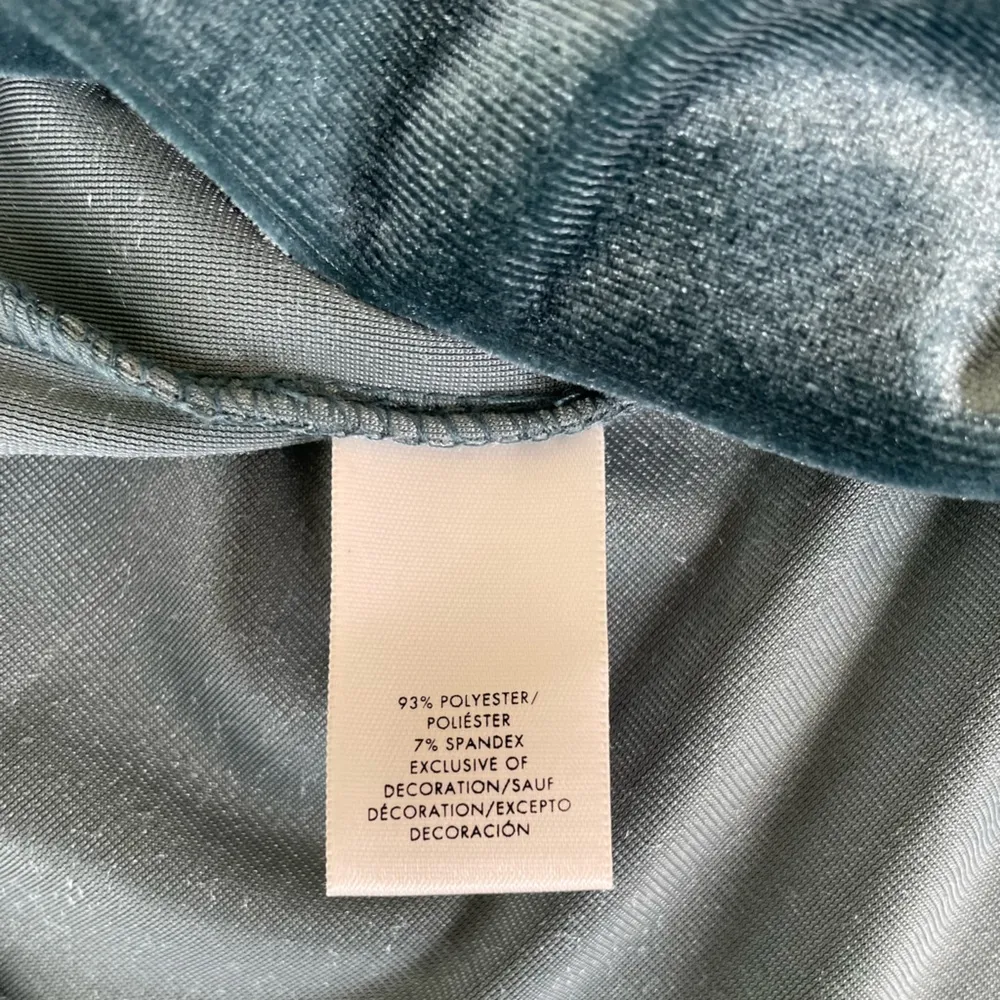 93% POLYESTER/
POLIÉSTER
7% SPANDEX
EXCLUSIVE OF
DECORATION/SAUF
DÉCORATION/EXCEPTO
DECORACIÓN